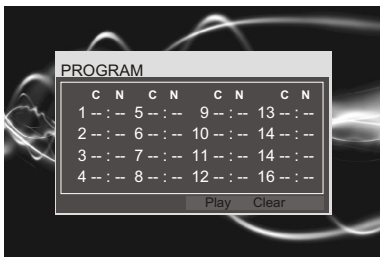 PROGRAM
C N C N C N C N
1 -- : -- 5 -- : -- 9 -- : -- 13 -- : --
2 -- : -- 6 -- : -- 10 -- : -- 14 -- : --
3 -- : -- 7 -- : -- 11 -- : -- 14 -- : --
4 -- : -- 8 -- : -- 12 -- : -- 16 -- : --
Play Clear